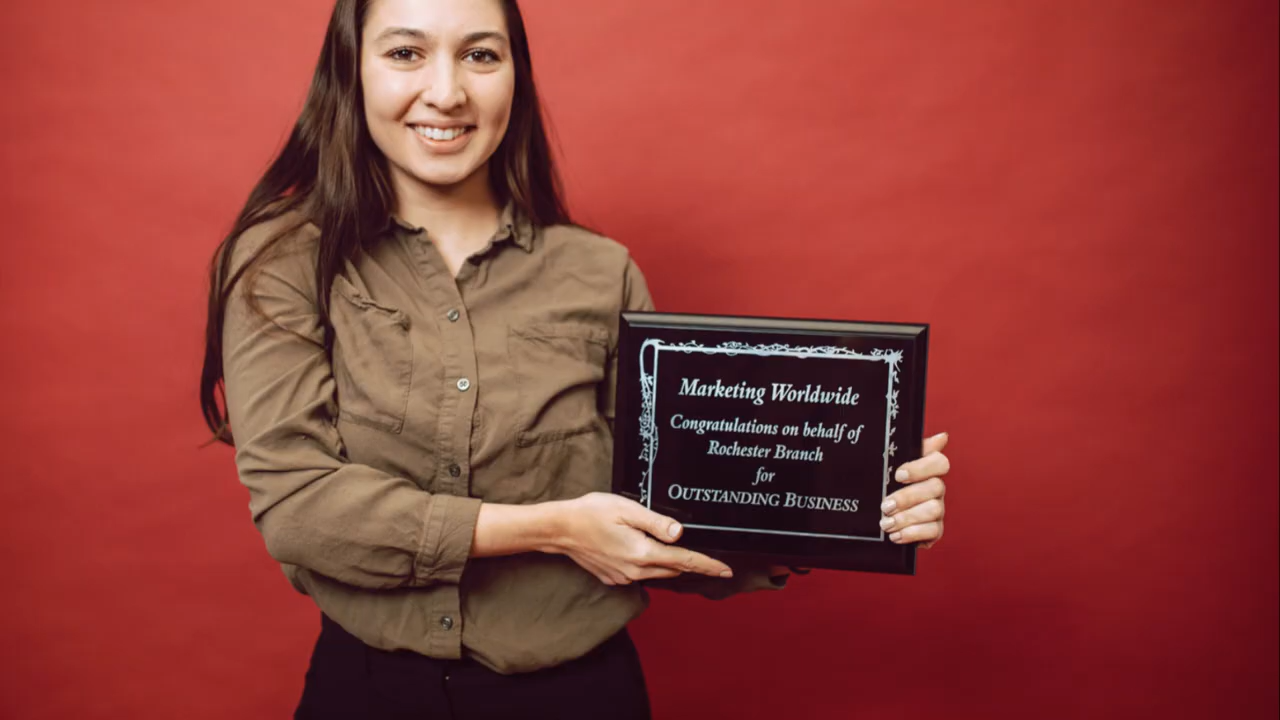 Marketing Worldwide
Congratulations on behalf of
Rochester Branch
for
OUTSTANDING BUSINESS